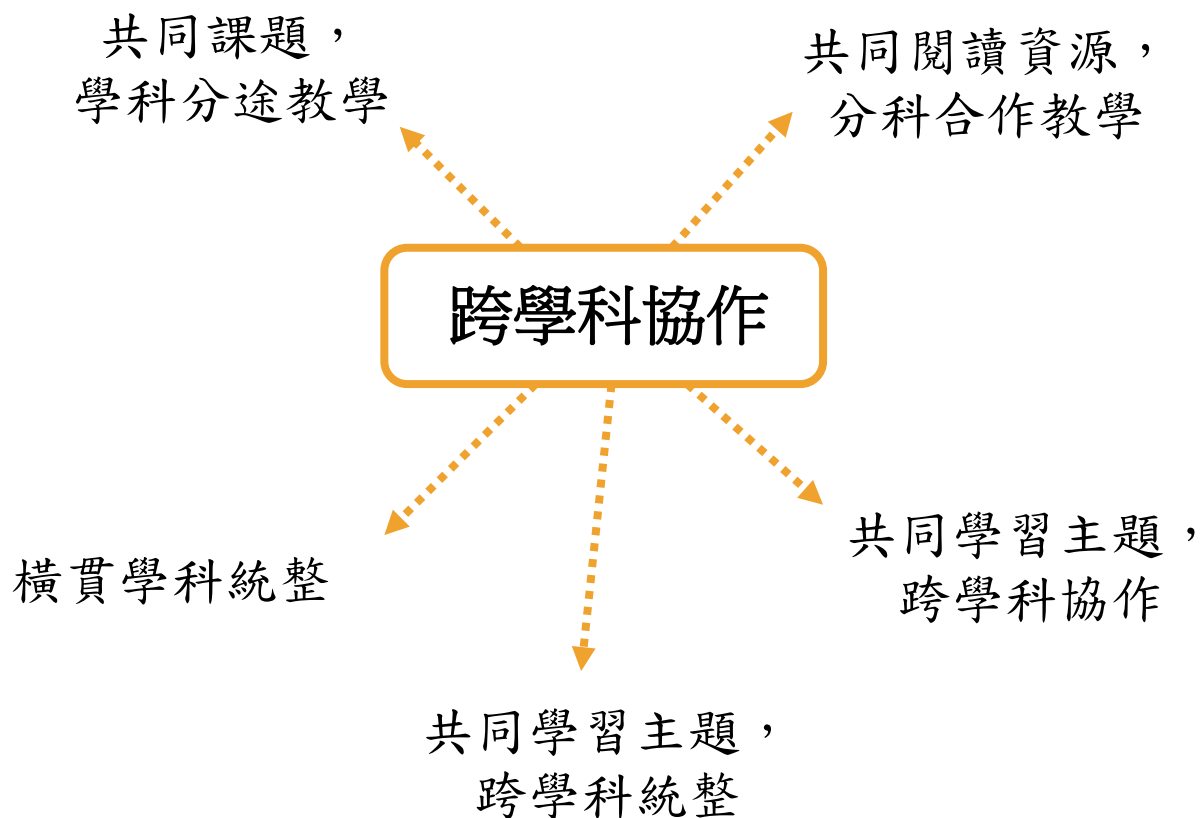 共同課題，
學科分途教學
共同閱讀資源，
分科合作教學
跨學科協作
橫貫學科統整
共同學習主題，
跨學科協作
共同學習主題，
跨學科統整